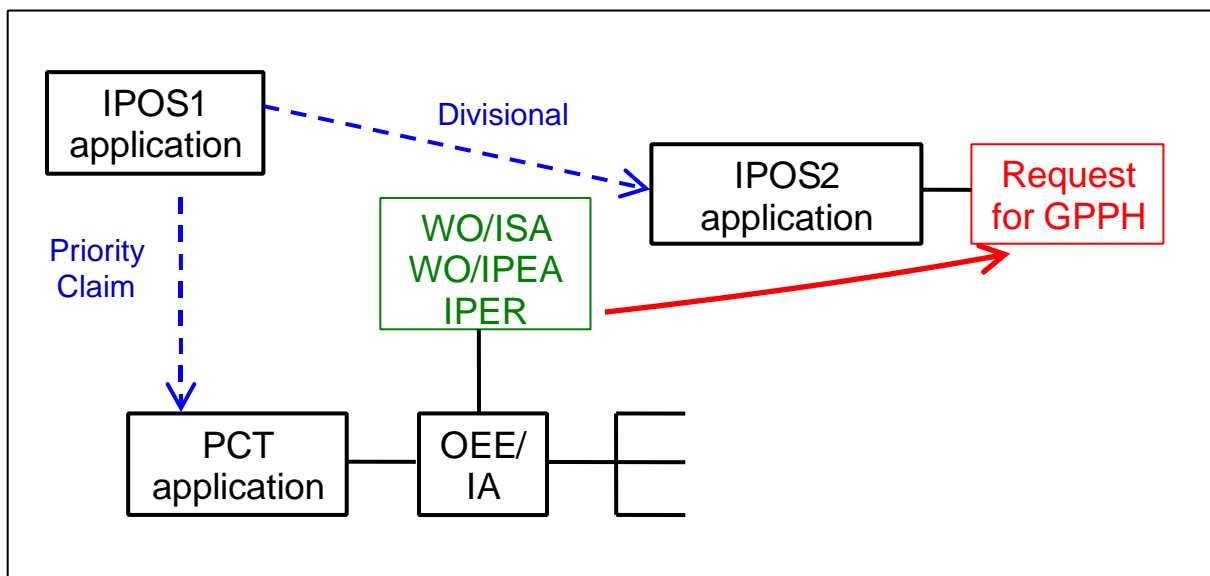 IPOS1
application
Divisional
IPOS2
application
Request
for GPPH
Priority
Claim
WO/ISA
WO/IPEA
IPER
PCT
application
OEE/
IA